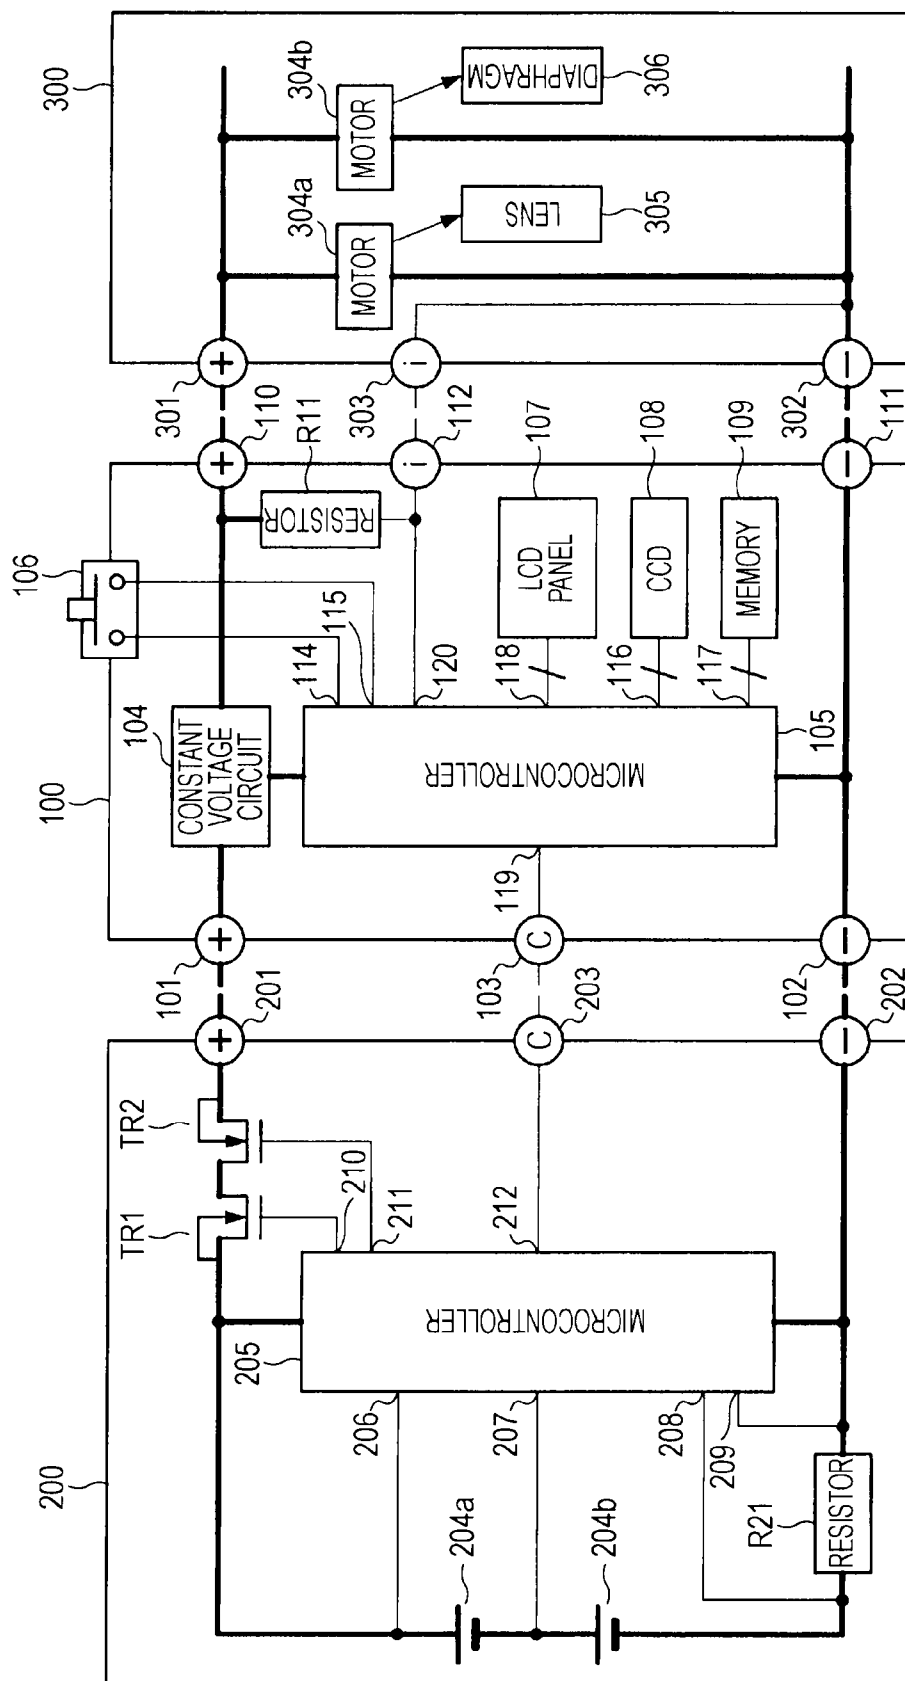 200
100
300
TR1
TR2
201
101
+
+
104
CONSTANT
VOLTAGE
CIRCUIT
106
114
115
120
R11
RESISTOR
110
301
+
+
304a
304b
MOTOR
MOTOR
LENS
305
DIAPHRAGM
306
205
210
211
212
206
207
208
209
MICROCONTROLLER
C
C
203
103
119
MICROCONTROLLER
105
118
116
117
LCD
PANEL
107
CCD
108
MEMORY
109
i
i
112
303
204a
204b
R21
RESISTOR
−
−
202
102
−
−
111
302